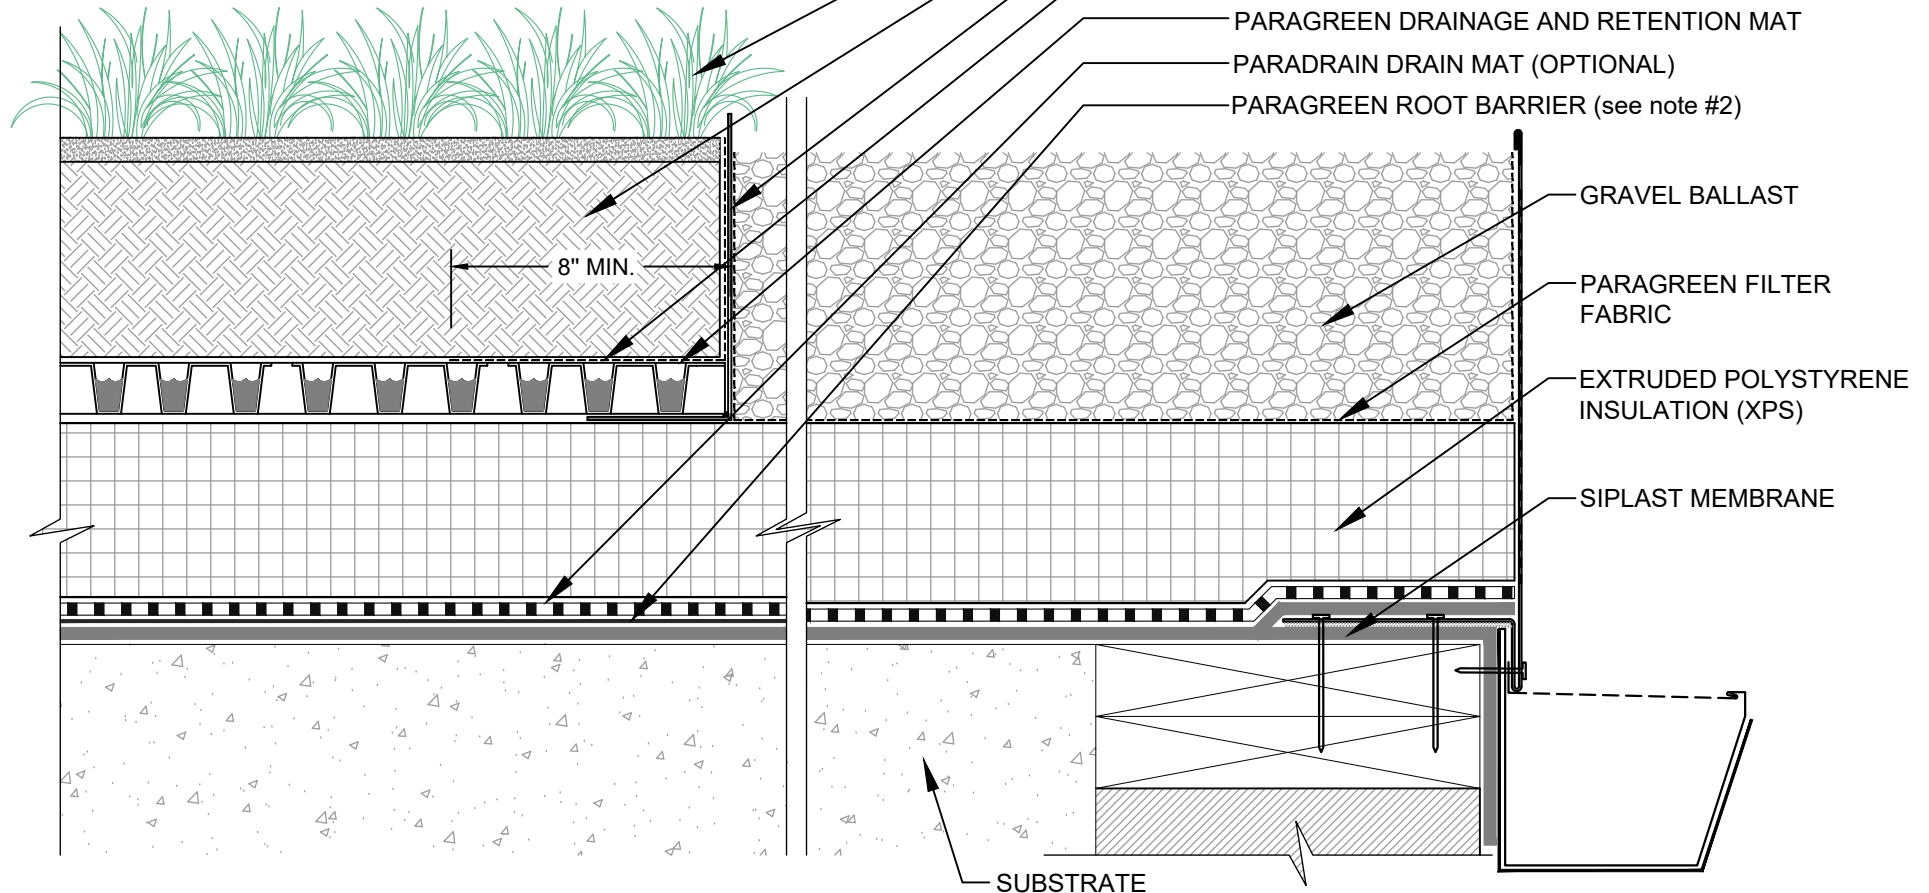 PARAGREEN DRAINAGE AND RETENTION MAT
PARADRAIN DRAIN MAT (OPTIONAL)
PARAGREEN ROOT BARRIER (see note #2)
GRAVEL BALLAST
8" MIN.
PARAGREEN FILTER
FABRIC
EXTRUDED POLYSTYRENE
INSULATION (XPS)
SIPLAST MEMBRANE
SUBSTRATE